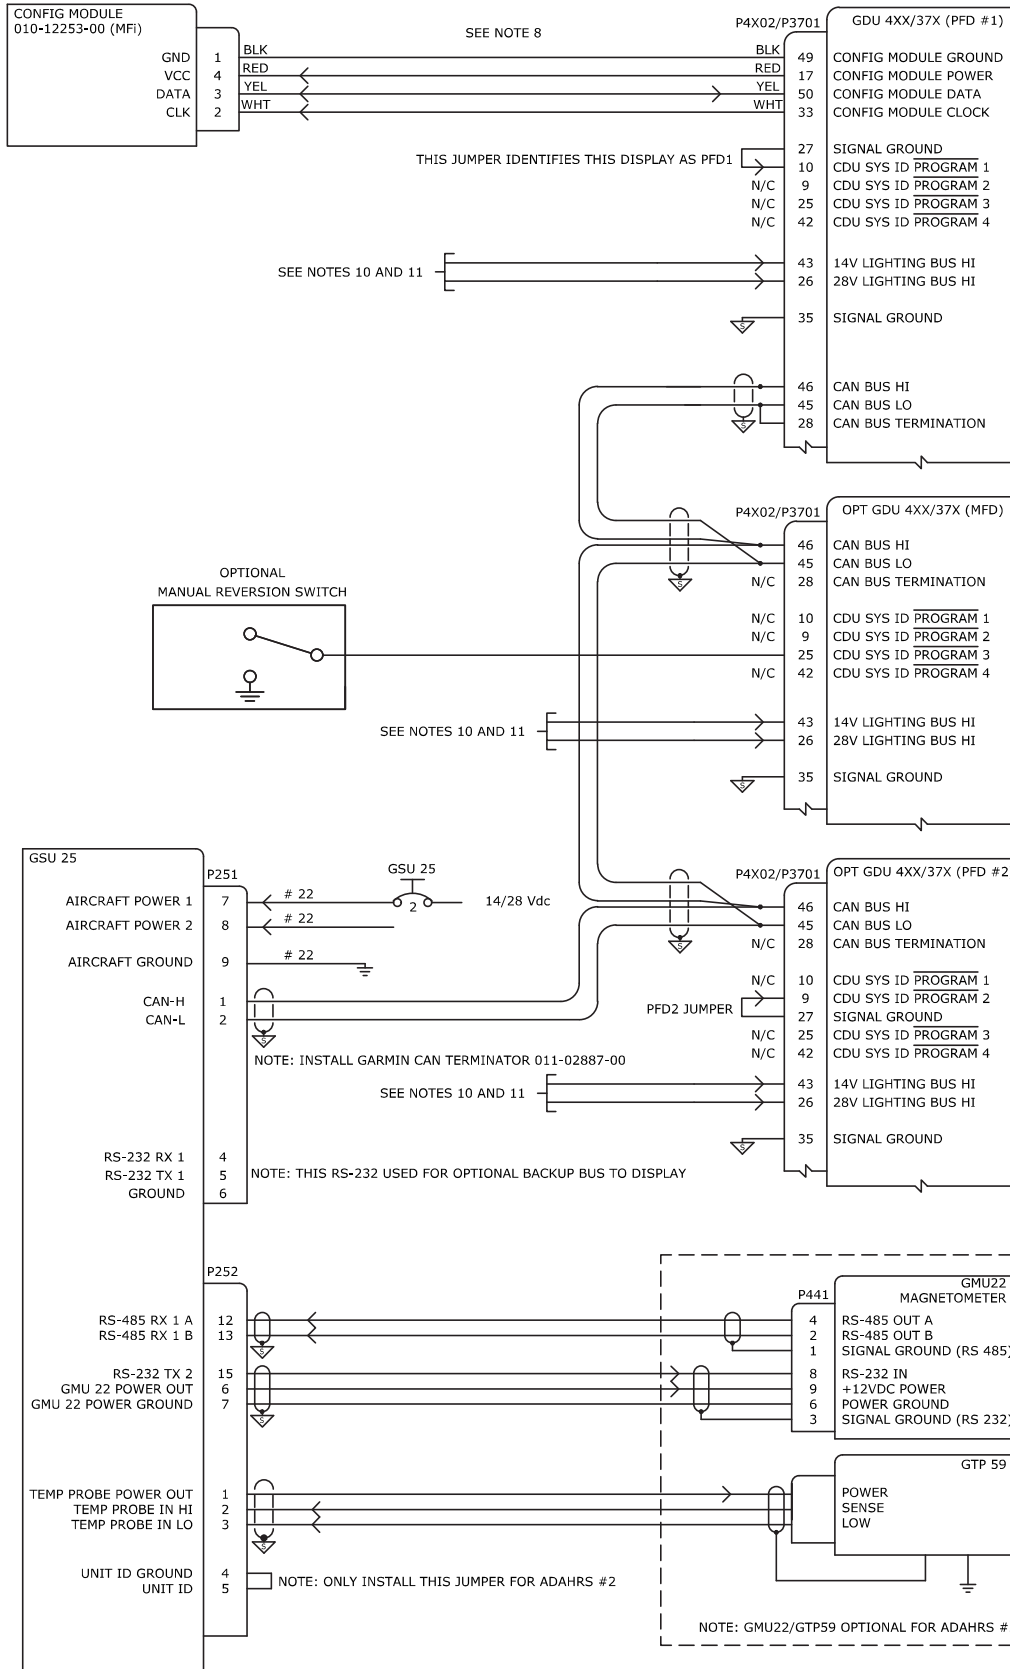 CONFIG MODULE
010-12253-00 (MFi)
GND 1 BLK
VCC 4 RED
DATA 3 YEL
CLK 2 WHT
SEE NOTE 8
P4X02/P3701
GDU 4XX/37X (PFD #1)
BLK 49 CONFIG MODULE GROUND
RED 17 CONFIG MODULE POWER
YEL 50 CONFIG MODULE DATA
WHT 33 CONFIG MODULE CLOCK
27 SIGNAL GROUND
THIS JUMPER IDENTIFIES THIS DISPLAY AS PFD1
10 CDU SYS ID PROGRAM 1
N/C 9 CDU SYS ID PROGRAM 2
N/C 25 CDU SYS ID PROGRAM 3
N/C 42 CDU SYS ID PROGRAM 4
SEE NOTES 10 AND 11
43 14V LIGHTING BUS HI
26 28V LIGHTING BUS HI
S 35 SIGNAL GROUND
46 CAN BUS HI
45 CAN BUS LO
S 28 CAN BUS TERMINATION
P4X02/P3701
OPT GDU 4XX/37X (MFD)
46 CAN BUS HI
45 CAN BUS LO
S N/C 28 CAN BUS TERMINATION
OPTIONAL
MANUAL REVERSION SWITCH
N/C 10 CDU SYS ID PROGRAM 1
N/C 9 CDU SYS ID PROGRAM 2
25 CDU SYS ID PROGRAM 3
N/C 42 CDU SYS ID PROGRAM 4
SEE NOTES 10 AND 11
43 14V LIGHTING BUS HI
26 28V LIGHTING BUS HI
S 35 SIGNAL GROUND
P4X02/P3701
OPT GDU 4XX/37X (PFD #2
46 CAN BUS HI
45 CAN BUS LO
S N/C 28 CAN BUS TERMINATION
N/C 10 CDU SYS ID PROGRAM 1
9 CDU SYS ID PROGRAM 2
PFD2 JUMPER
27 SIGNAL GROUND
N/C 25 CDU SYS ID PROGRAM 3
N/C 42 CDU SYS ID PROGRAM 4
SEE NOTES 10 AND 11
43 14V LIGHTING BUS HI
26 28V LIGHTING BUS HI
S 35 SIGNAL GROUND
GSU 25
P251
AIRCRAFT POWER 1 7 # 22
GSU 25
2
14/28 Vdc
AIRCRAFT POWER 2 8 # 22
AIRCRAFT GROUND 9 # 22
CAN-H 1
CAN-L 2
S
NOTE: INSTALL GARMIN CAN TERMINATOR 011-02887-00
RS-232 RX 1 4
RS-232 TX 1 5
NOTE: THIS RS-232 USED FOR OPTIONAL BACKUP BUS TO DISPLAY
GROUND 6
P252
RS-485 RX 1 A 12
RS-485 RX 1 B 13
S
RS-232 TX 2 15
GMU 22 POWER OUT 6
GMU 22 POWER GROUND 7
S
TEMP PROBE POWER OUT 1
TEMP PROBE IN HI 2
TEMP PROBE IN LO 3
S
UNIT ID GROUND 4
UNIT ID 5
NOTE: ONLY INSTALL THIS JUMPER FOR ADAHRS #2
P441
GMU22
MAGNETOMETER
4 RS-485 OUT A
2 RS-485 OUT B
1 SIGNAL GROUND (RS 485)
8 RS-232 IN
9 +12VDC POWER
6 POWER GROUND
3 SIGNAL GROUND (RS 232)
GTP 59
POWER
SENSE
LOW
NOTE: GMU22/GTP59 OPTIONAL FOR ADAHRS #